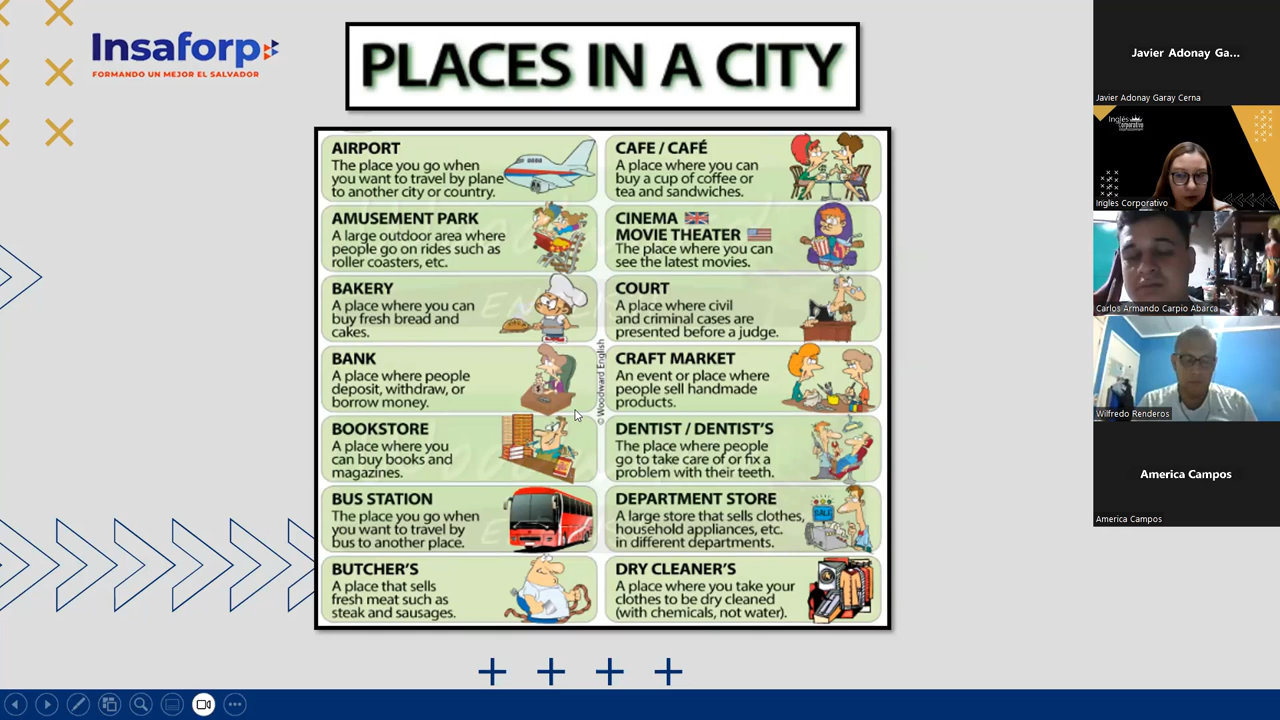 Insaforp
FORMANDO UN MEJOR EL SALVADOR
PLACES IN A CITY
AIRPORT
The place you go when
you want to travel by plane
to another city or country.
AMUSEMENT PARK
A large outdoor area where
people go on rides such as
roller coasters, etc.
BAKERY
A place where you can
buy fresh bread and
cakes.
BANK
A place where people
deposit, withdraw, or
borrow money.
BOOKSTORE
A place where you
can buy books and
magazines.
BUS STATION
The place you go when
you want to travel by
bus to another place.
BUTCHER'S
A place that sells
fresh meat such as
steak and sausages.
© Woodward English
CAFE / CAFÉ
A place where you can
buy a cup of coffee or
tea and sandwiches.
CINEMA
MOVIE THEATER
The place where you can
see the latest movies.
COURT
A place where civil
and criminal cases are
presented before a judge.
CRAFT MARKET
An event or place where
people sell handmade
products.
DENTIST / DENTIST'S
The place where people
go to take care of or fix a
problem with their teeth.
DEPARTMENT STORE
A large store that sells clothes,
household appliances, etc.
in different departments.
SALE
DRY CLEANER'S
A place where you take your
clothes to be dry cleaned
(with chemicals, not water).
Javier Adonay Ga...
Javier Adonay Garay Cerna
Inglés
Corporativo
Ingles Corporativo
Carlos Armando Carpio Abarca
Wilfredo Renderos
America Campos
America Campos